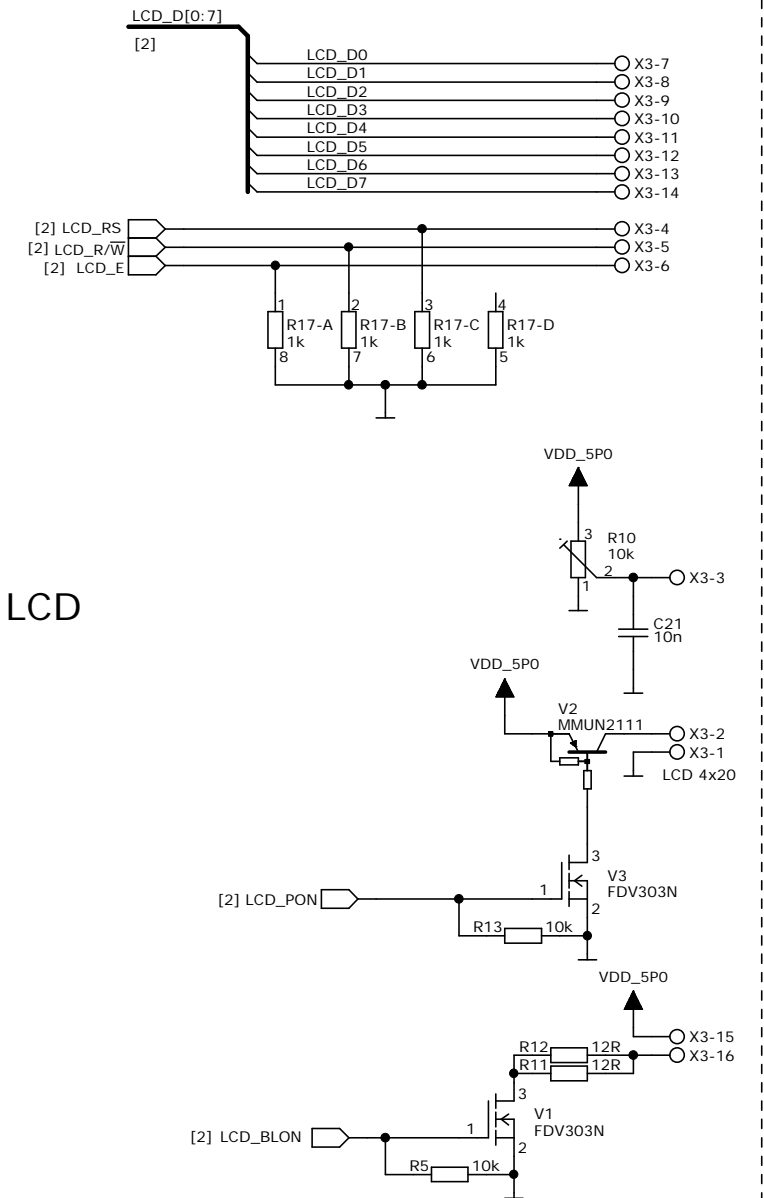 LCD_D[0:7]
[2]
LCD_D0
X3-7
LCD_D1
X3-8
LCD_D2
X3-9
LCD_D3
X3-10
LCD_D4
X3-11
LCD_D5
X3-12
LCD_D6
X3-13
LCD_D7
X3-14
[2] LCD_RS
X3-4
[2] LCD_R/W̅
X3-5
[2] LCD_E
X3-6
1 2 3 4
R17-A R17-B R17-C R17-D
1k 1k 1k 1k
8 7 6 5
VDD_5P0
3 R10
10k
2
X3-3
1
LCD
C21
10n
VDD_5P0
V2
MMUN2111
X3-2
X3-1
LCD 4x20
3
V3
FDV303N
[2] LCD_PON
1
2
R13 10k
VDD_5P0
X3-15
R12 12R
X3-16
R11 12R
3
V1
FDV303N
[2] LCD_BLON
1
2
R5 10k